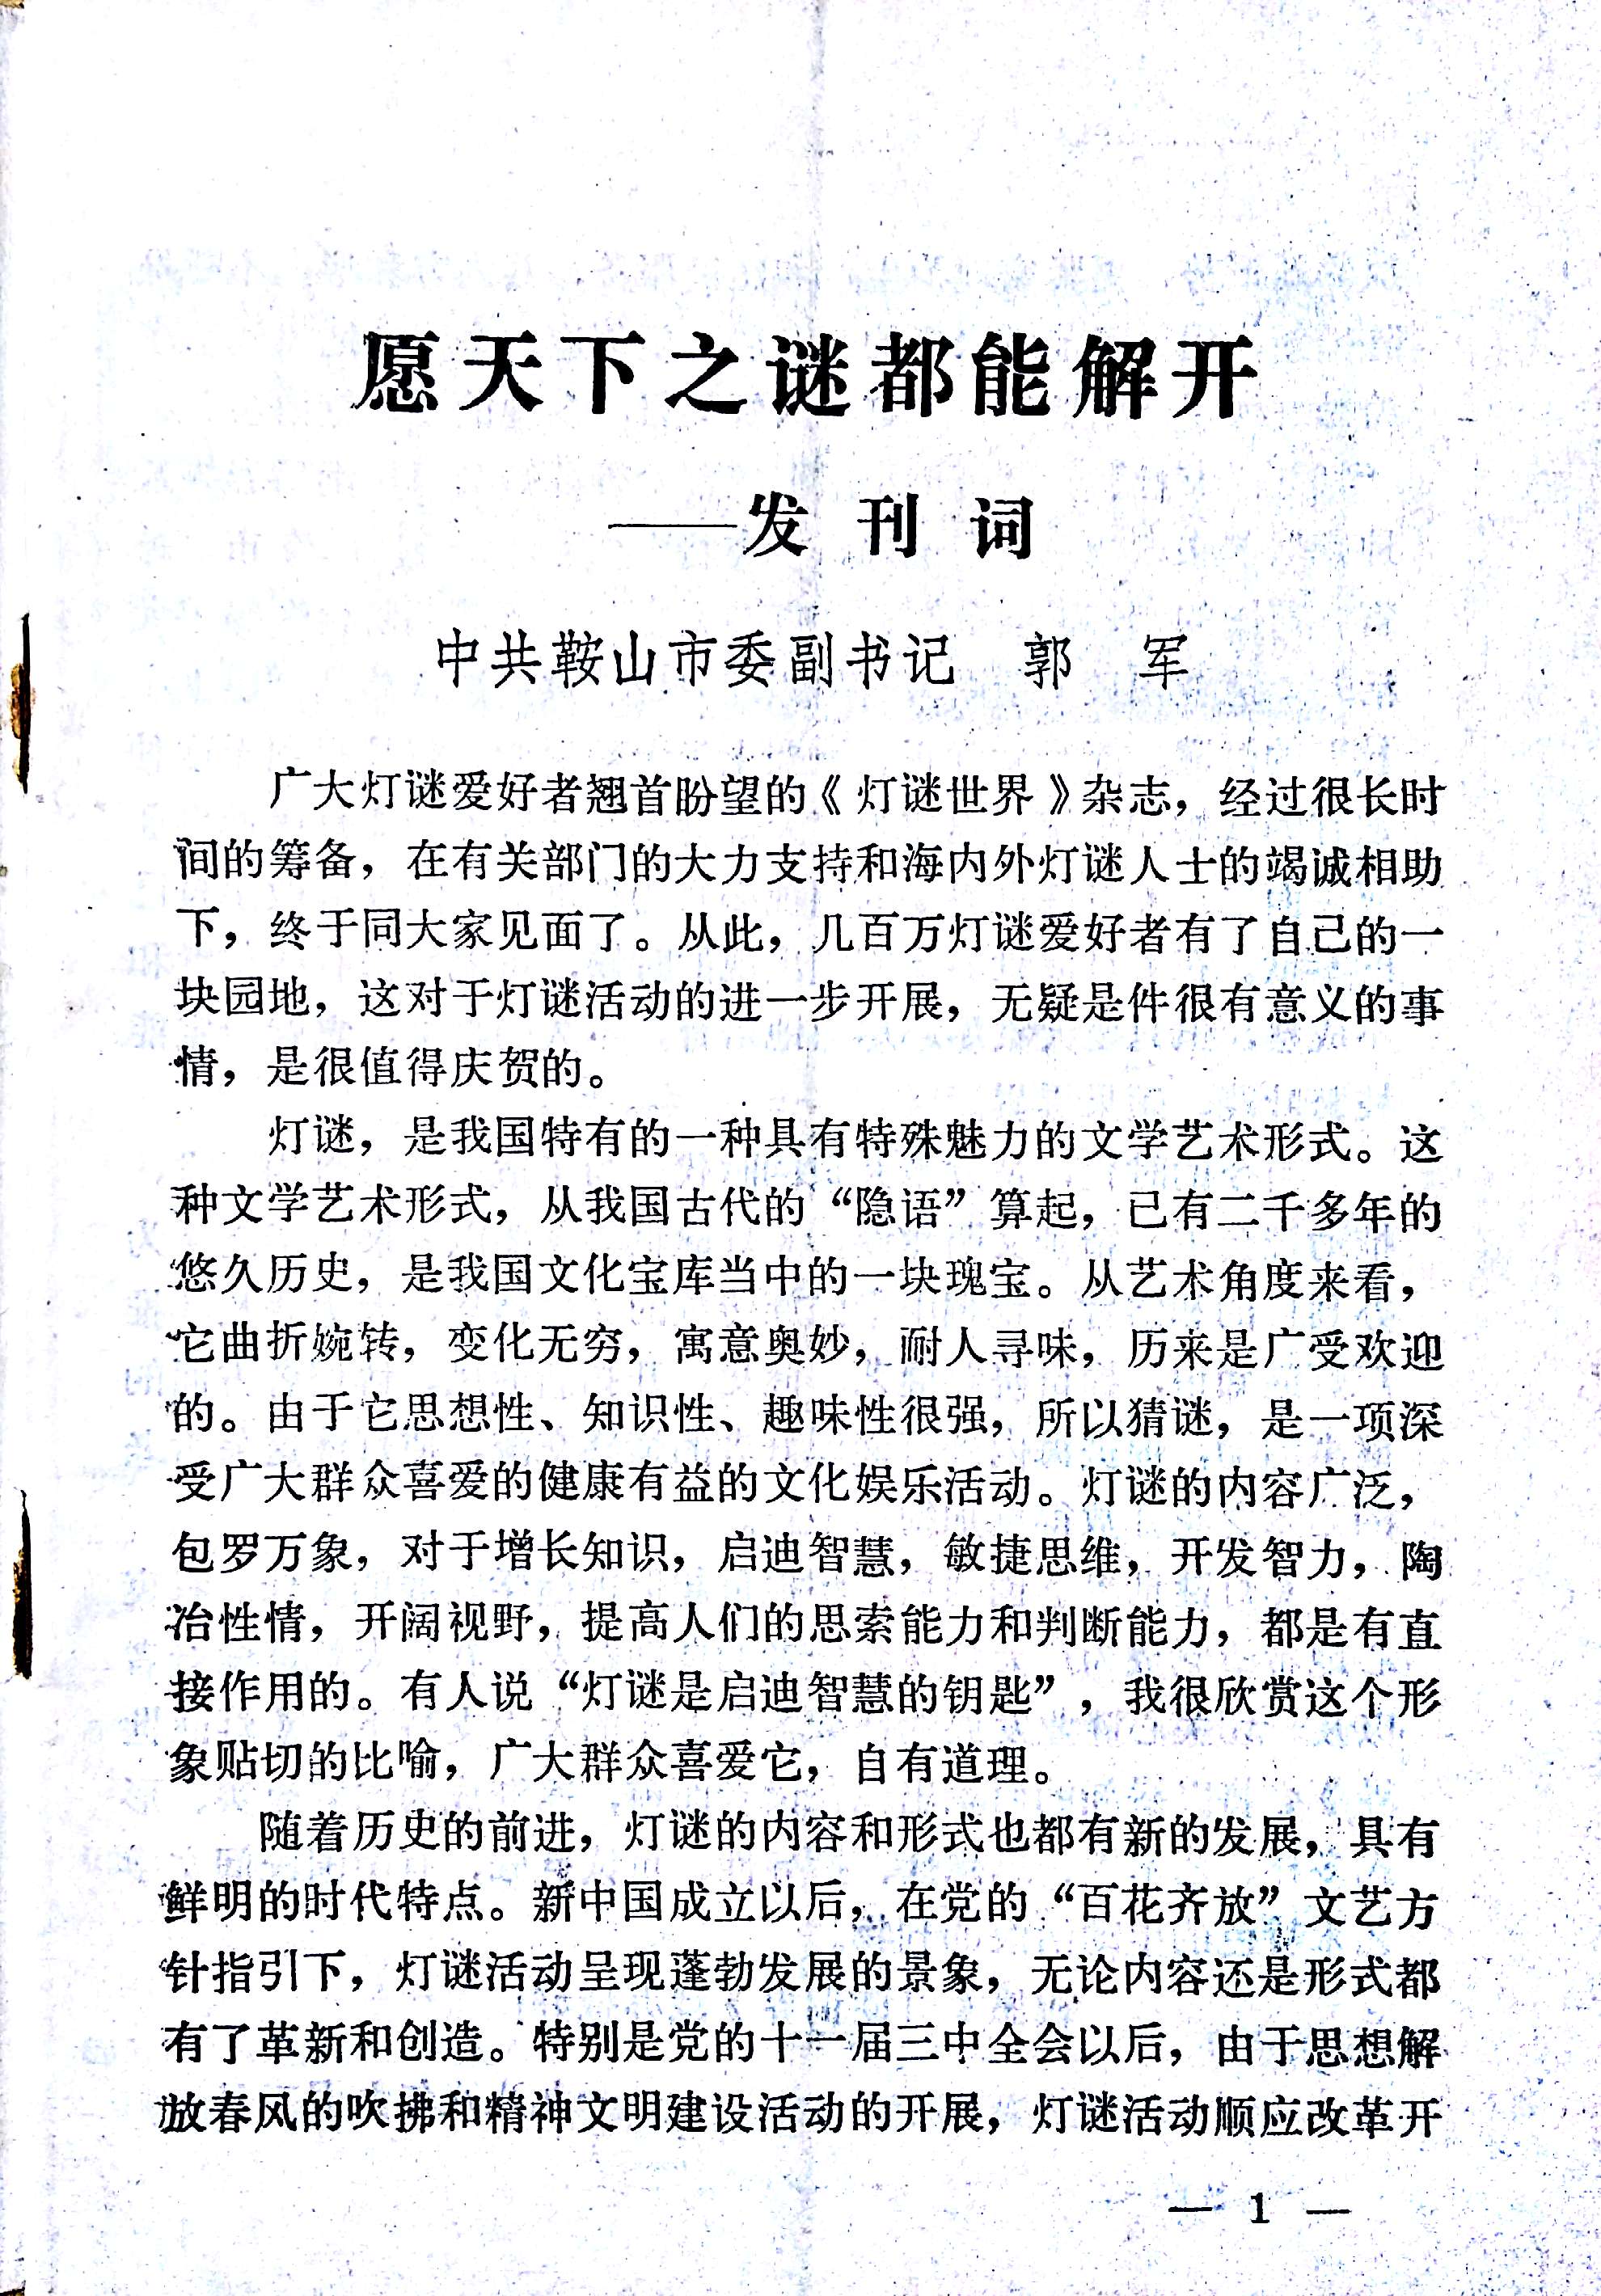 愿天下之谜都能解开
——发刊词
中共鞍山市委副书记 郭 军
广大灯谜爱好者翘首盼望的《灯谜世界》杂志，经过很长时
间的筹备，在有关部门的大力支持和海内外灯谜人士的竭诚相助
下，终于同大家见面了。从此，几百万灯谜爱好者有了自己的一
块园地，这对于灯谜活动的进一步开展，无疑是件很有意义的事
情，是很值得庆贺的。
灯谜，是我国特有的一种具有特殊魅力的文学艺术形式。这
种文学艺术形式，从我国古代的“隐语”算起，已有二千多年的
悠久历史，是我国文化宝库当中的一块瑰宝。从艺术角度来看，
它曲折婉转，变化无穷，寓意奥妙，耐人寻味，历来是广受欢迎
的。由于它思想性、知识性、趣味性很强，所以猜谜，是一项深
受广大群众喜爱的健康有益的文化娱乐活动。灯谜的内容广泛，
包罗万象，对于增长知识，启迪智慧，敏捷思维，开发智力，陶
冶性情，开阔视野，提高人们的思索能力和判断能力，都是有直
接作用的。有人说“灯谜是启迪智慧的钥匙”，我很欣赏这个形
象贴切的比喻，广大群众喜爱它，自有道理。
随着历史的前进，灯谜的内容和形式也都有新的发展，具有
鲜明的时代特点。新中国成立以后，在党的“百花齐放”文艺方
针指引下，灯谜活动呈现蓬勃发展的景象，无论内容还是形式都
有了革新和创造。特别是党的十一届三中全会以后，由于思想解
放春风的吹拂和精神文明建设活动的开展，灯谜活动顺应改革开
— 1 —